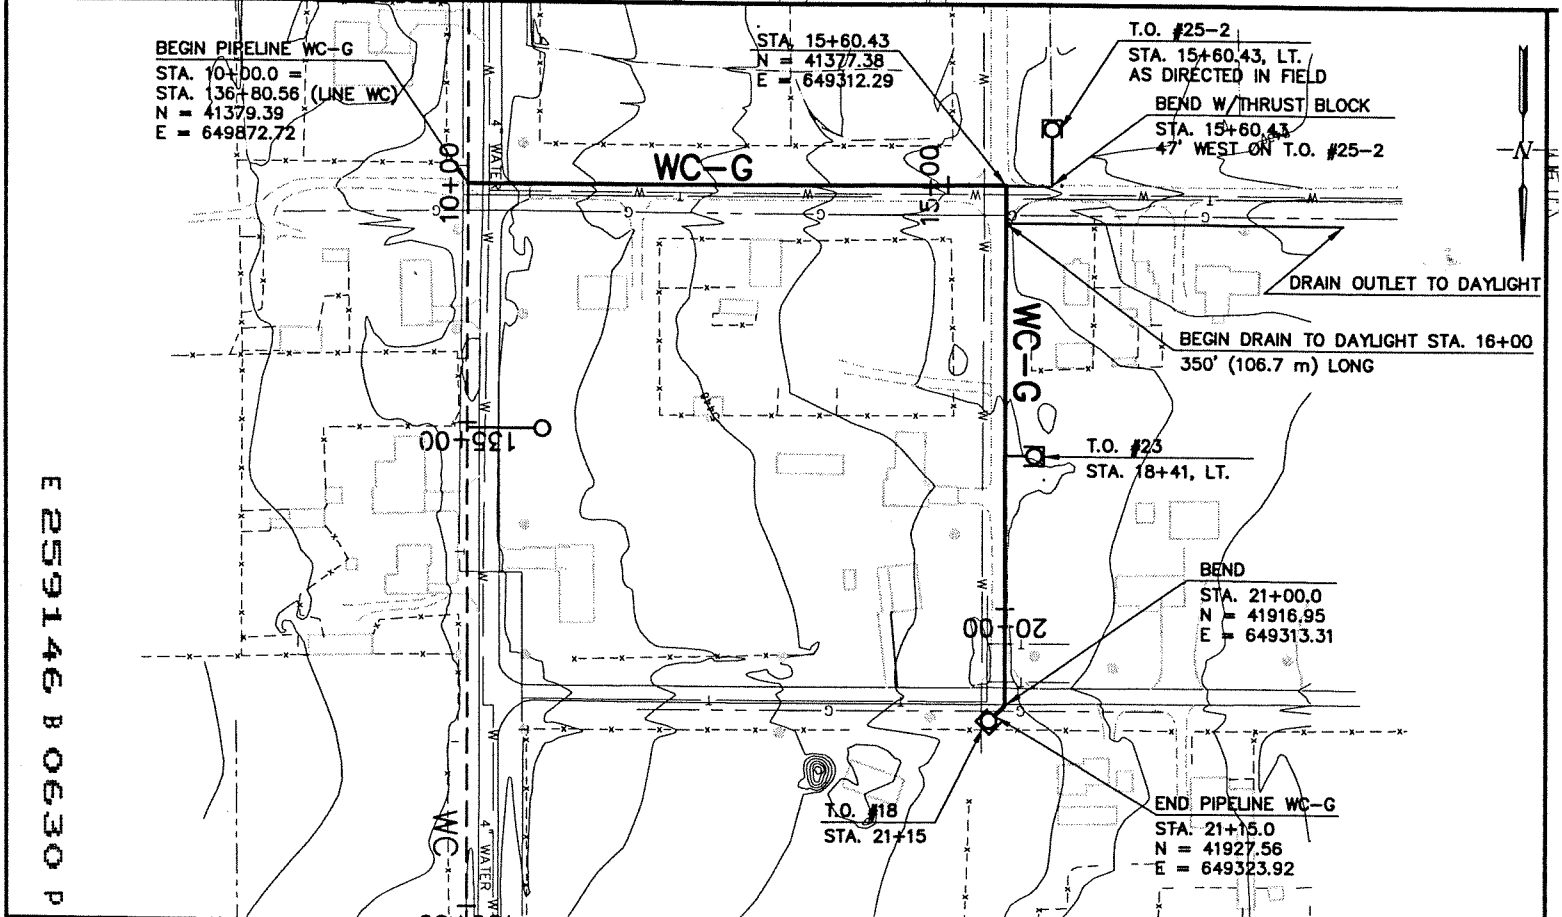 BEGIN PIPELINE WC-G
STA. 10+00.0 =
STA. 136+80.56 (LINE WC)
N = 41379.39
E = 649872.72
STA. 15+60.43
N = 41377.38
E = 649312.29
T.O. #25-2
STA. 15+60.43, LT.
AS DIRECTED IN FIELD
BEND W/THRUST BLOCK
STA. 15+60.43
47' WEST ON T.O. #25-2
N
4" WATER
10+00
WC-G
15+00
DRAIN OUTLET TO DAYLIGHT
BEGIN DRAIN TO DAYLIGHT STA. 16+00
350' (106.7 m) LONG
WC-G
135+00
T.O. #23
STA. 18+41, LT.
BEND
STA. 21+00.0
N = 41916.95
E = 649313.31
20+00
T.O. #18
STA. 21+15
END PIPELINE WC-G
STA. 21+15.0
N = 41927.56
E = 649323.92
WC
4" WATER
E 259146 B 0630 P